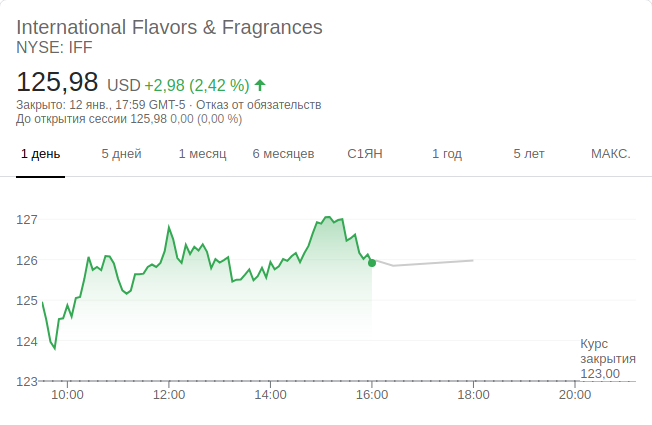 International Flavors & Fragrances
NYSE: IFF
125,98 USD +2,98 (2,42 %)
Закрыто: 12 янв., 17:59 GMT-5 · Отказ от обязательств
До открытия сессии 125,98 0,00 (0,00 %)
1 день 5 дней 1 месяц 6 месяцев С1ЯН 1 год 5 лет МАКС.
127
126
125
124
Курс
закрытия
123,00
123
10:00 12:00 14:00 16:00 18:00 20:00